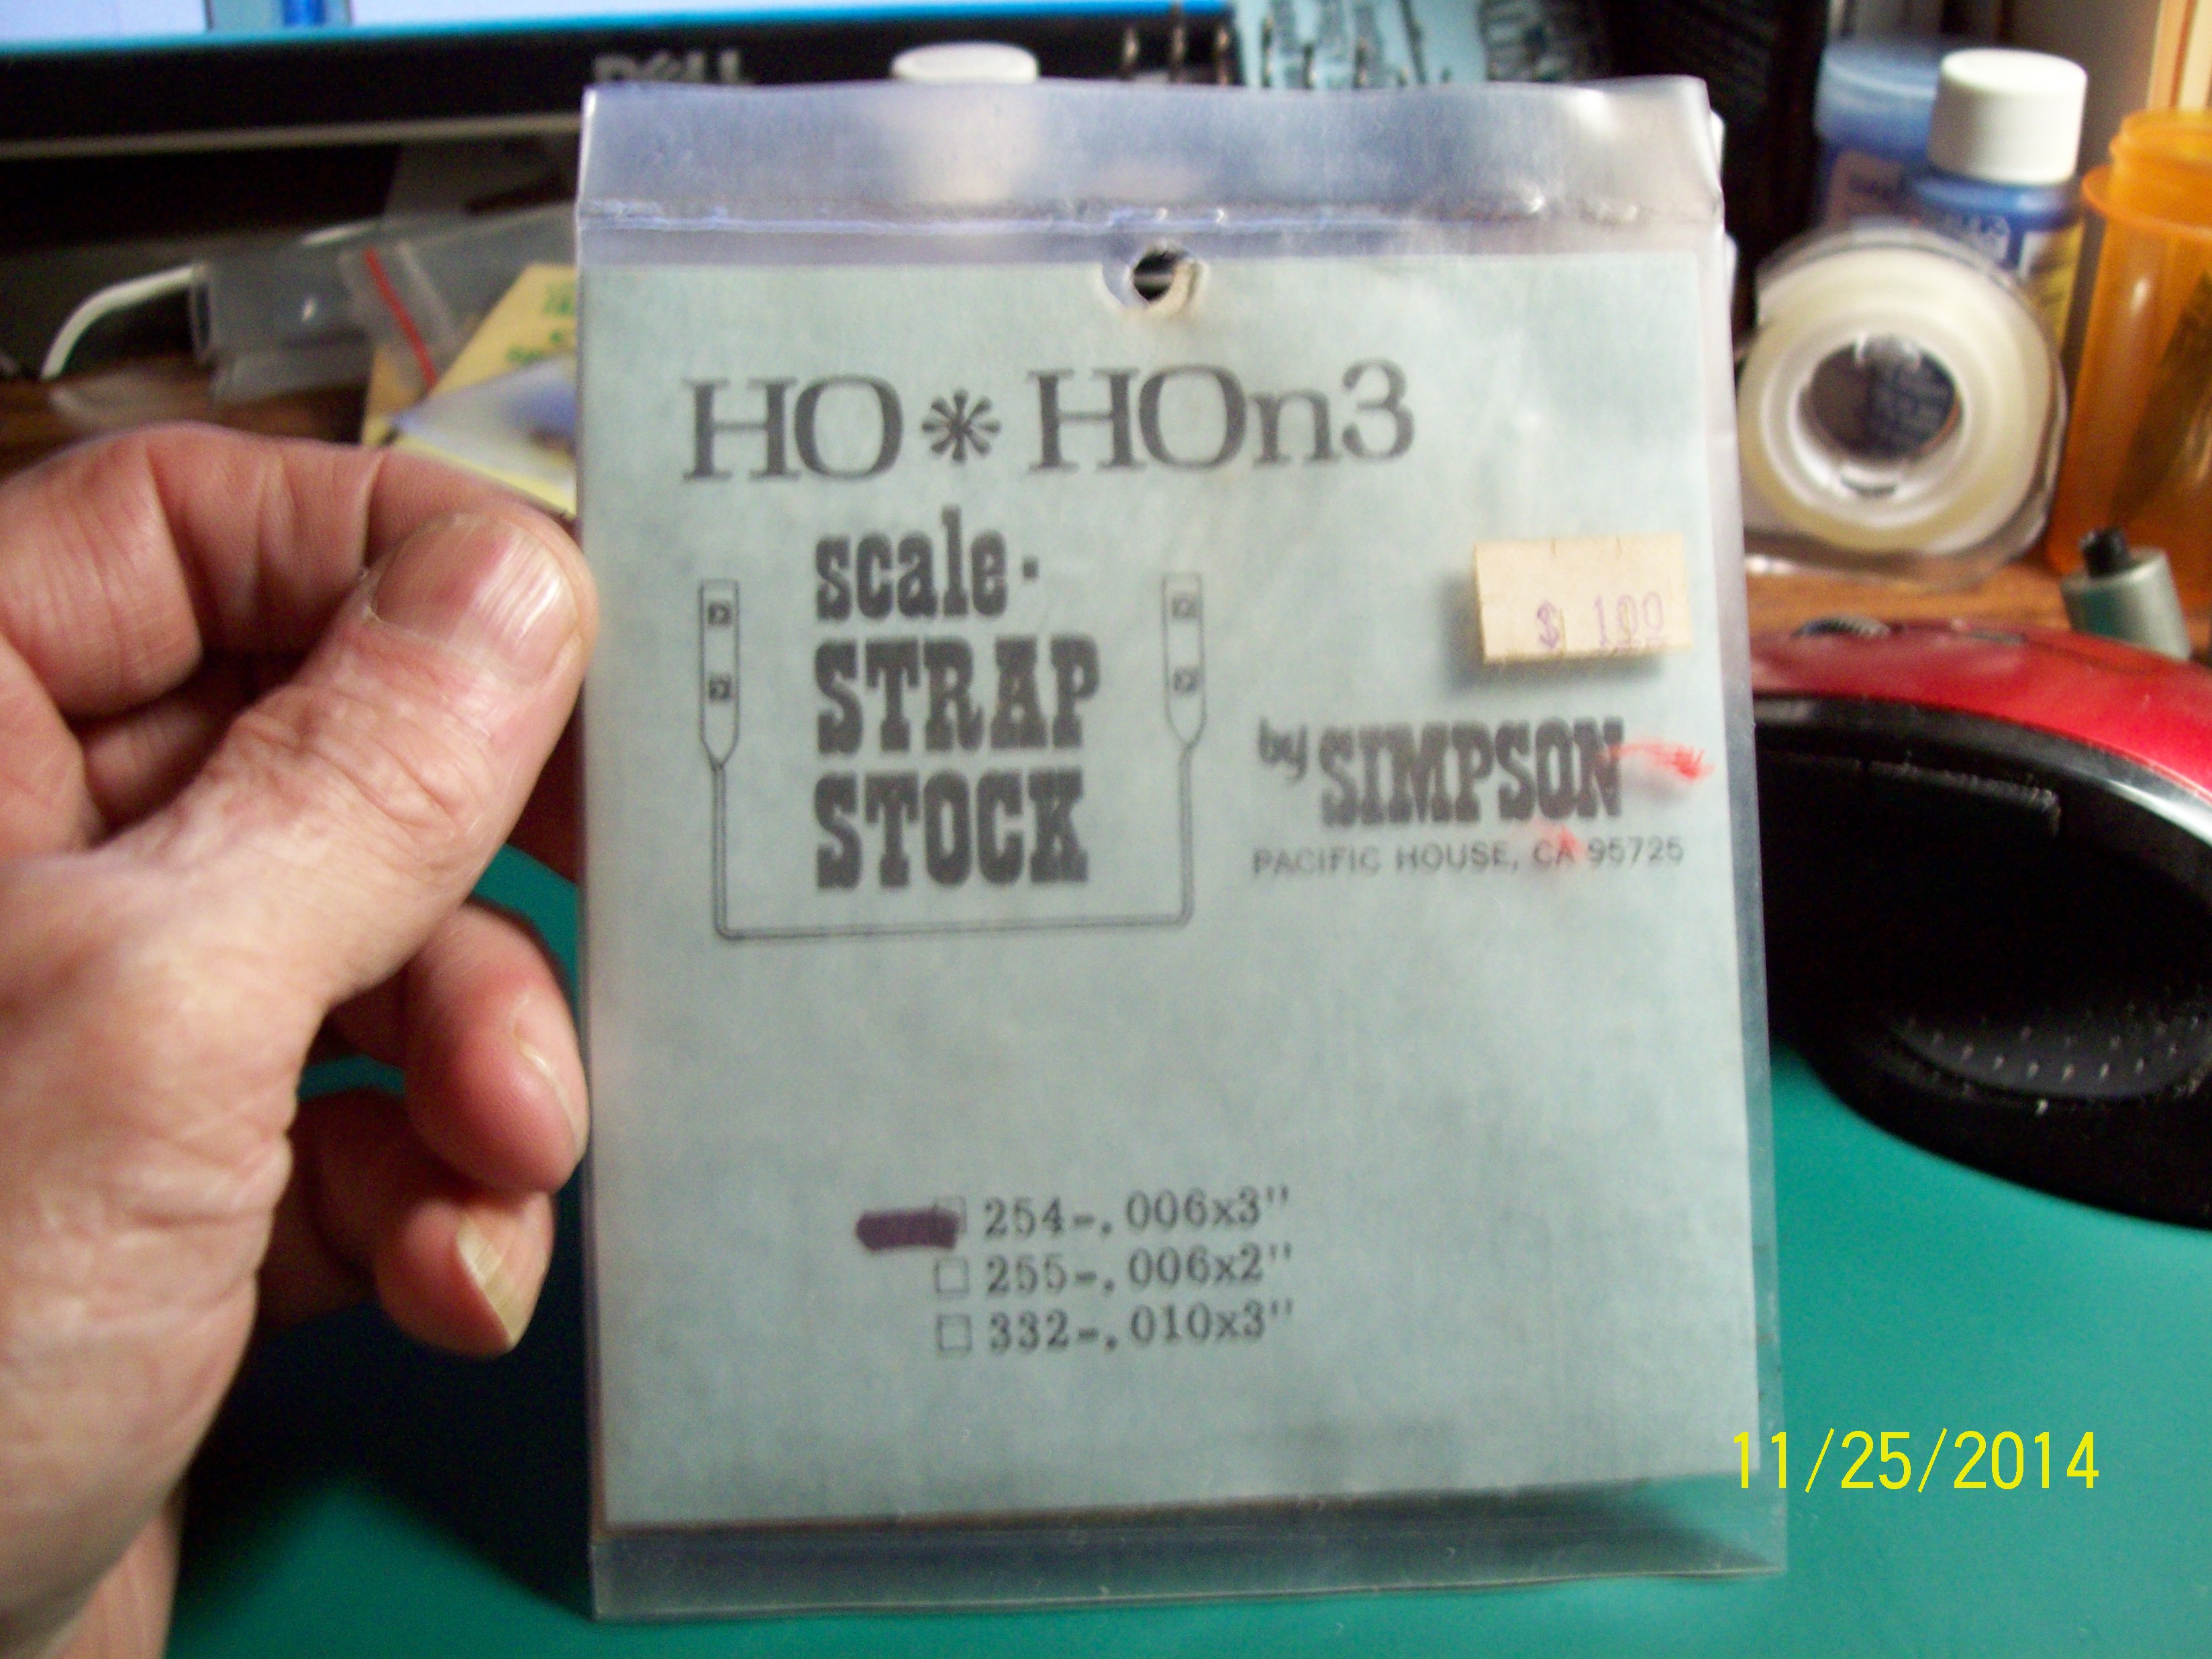 DELL
HO * HOn3
scale.
STRAP
STOCK
$ 1.00
by SIMPSON
PACIFIC HOUSE, CA 95725
254-.006x3"
255-.006x2"
332-.010x3"
11/25/2014